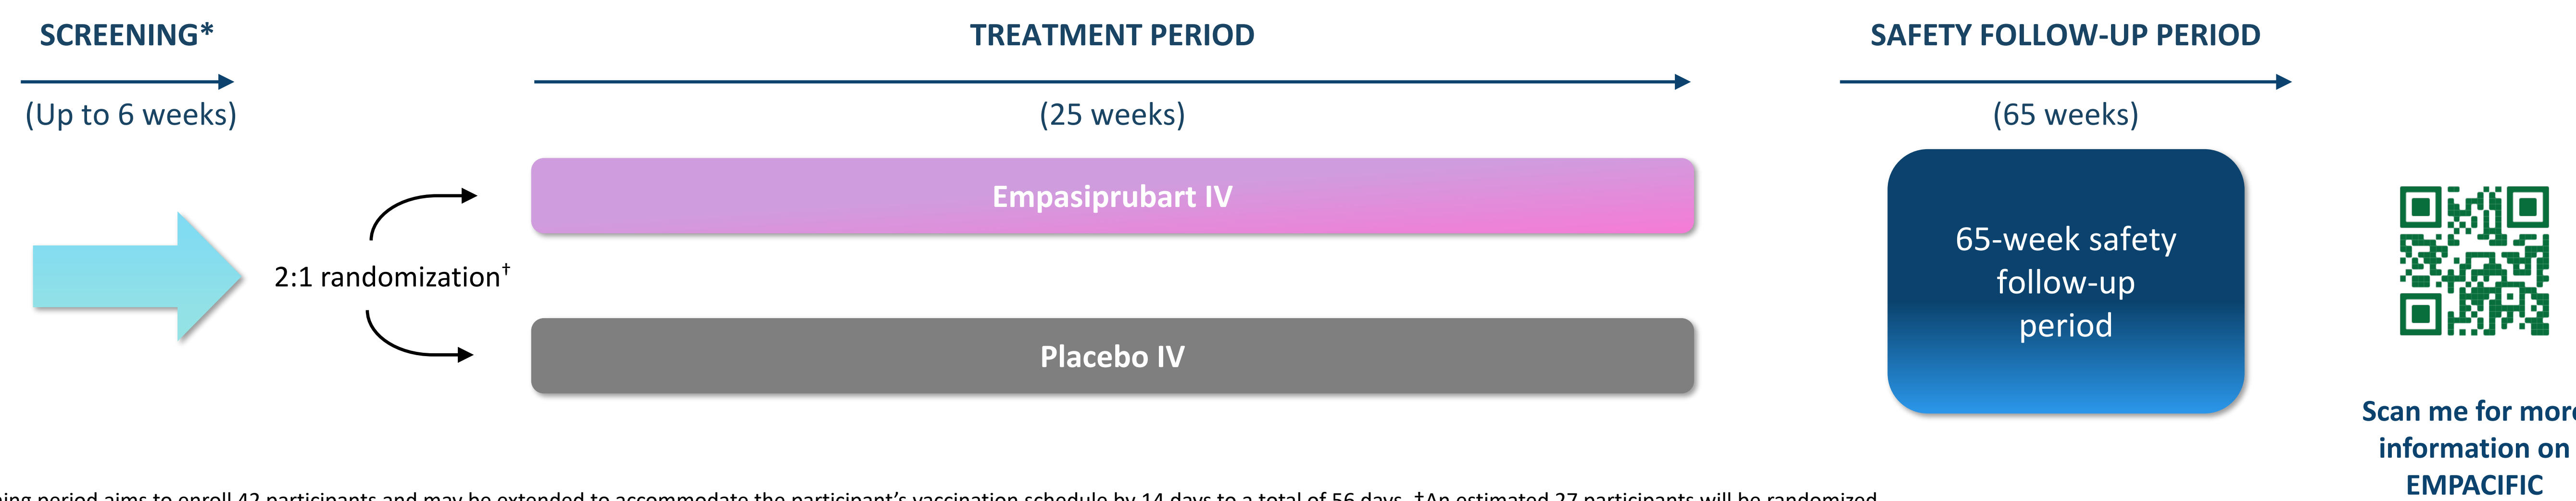 SCREENING*
(Up to 6 weeks)
TREATMENT PERIOD
(25 weeks)
SAFETY FOLLOW-UP PERIOD
(65 weeks)
2:1 randomization†
Empasiprubart IV
Placebo IV
65-week safety
follow-up
period
Scan me for more
information on
EMPACIFIC
period aims to enroll 42 participants and may be extended to accommodate the participant’s vaccination schedule by 14 days to a total of 56 days. †An estimated 27 participants will be randomized